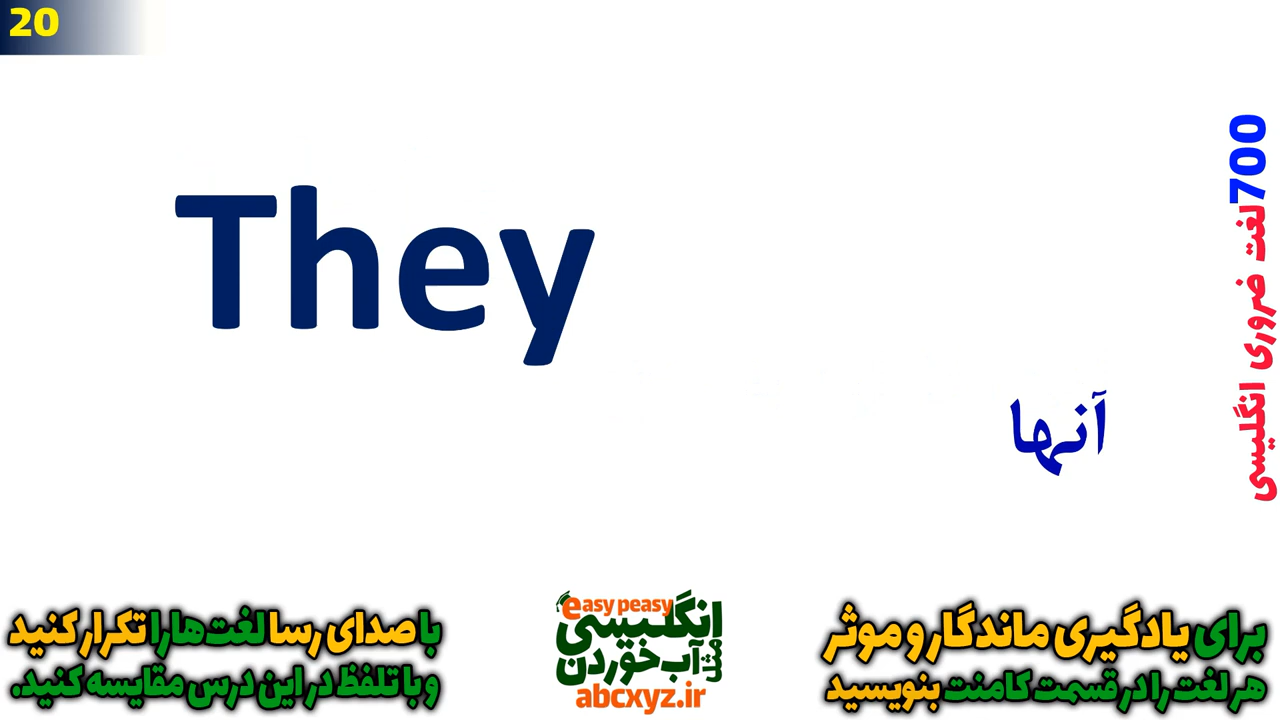 20
They
آنها
700 لغت ضروری انگلیسی
برای یادگیری ماندگار و موثر
هر لغت را در قسمت کامنت بنویسید
easy peasy
انگلیسی
مثل آب خوردن
abcxyz.ir
با صدای رسا لغت‌ها را تکرار کنید
و با تلفظ در این درس مقایسه کنید.